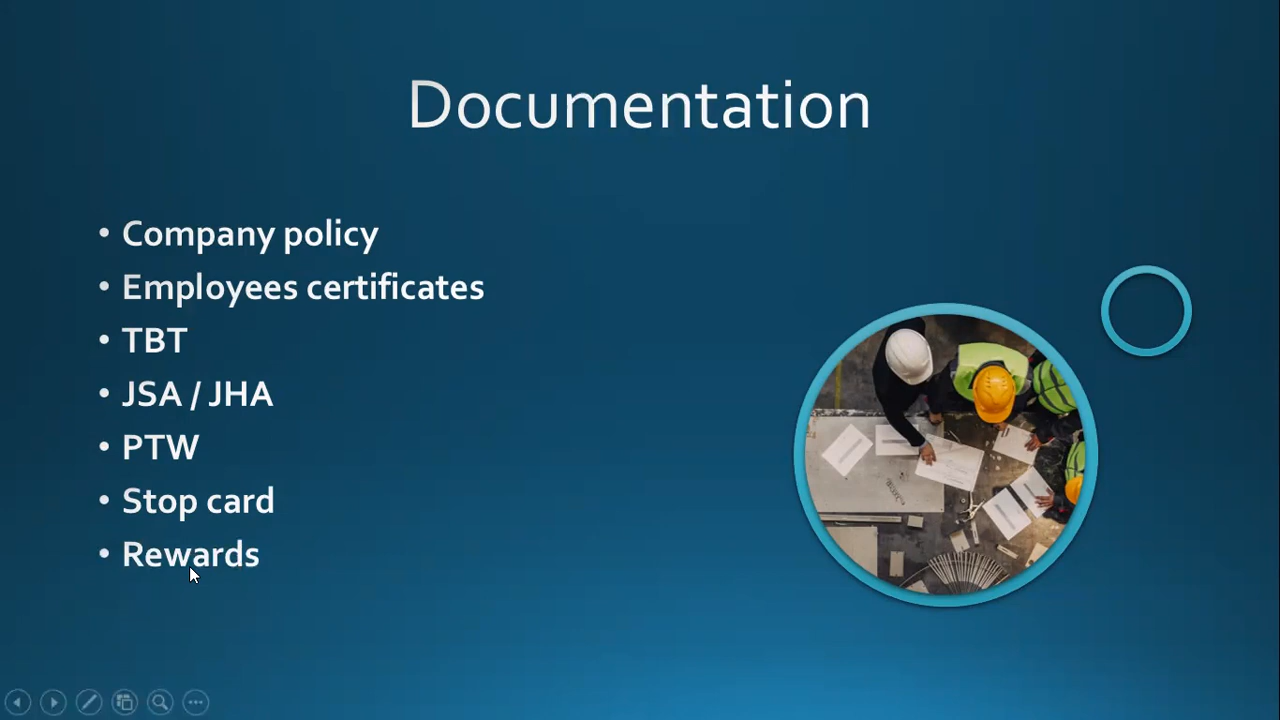 Documentation
• Company policy
• Employees certificates
• TBT
• JSA / JHA
• PTW
• Stop card
• Rewards